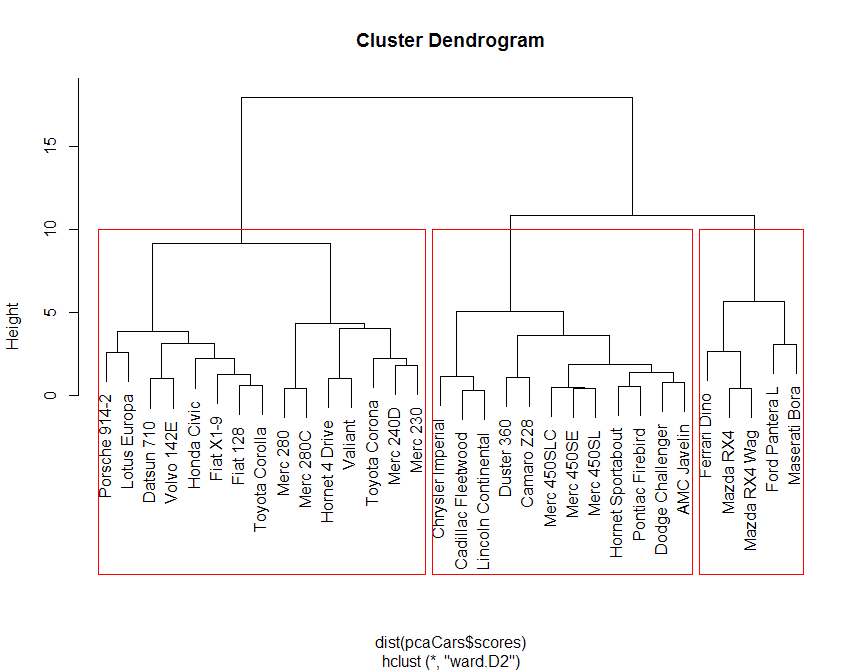 Cluster Dendrogram
Height
0
5
10
15
Porsche 914-2
Lotus Europa
Datsun 710
Volvo 142E
Honda Civic
Fiat X1-9
Fiat 128
Toyota Corolla
Merc 280
Merc 280C
Hornet 4 Drive
Valiant
Toyota Corona
Merc 240D
Merc 230
Chrysler Imperial
Cadillac Fleetwood
Lincoln Continental
Duster 360
Camaro Z28
Merc 450SLC
Merc 450SE
Merc 450SL
Hornet Sportabout
Pontiac Firebird
Dodge Challenger
AMC Javelin
Ferrari Dino
Mazda RX4
Mazda RX4 Wag
Ford Pantera L
Maserati Bora
dist(pcaCars$scores)
hclust (*, "ward.D2")